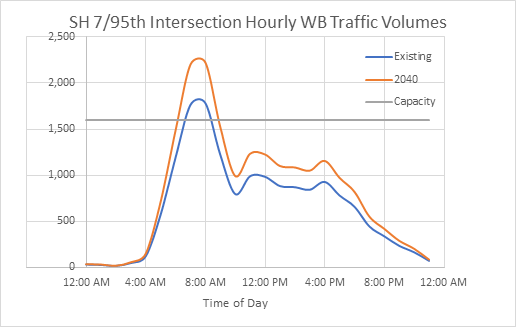 SH 7/95th Intersection Hourly WB Traffic Volumes
2,500
2,000
1,500
1,000
500
0
Existing
2040
Capacity
12:00 AM 4:00 AM 8:00 AM 12:00 PM 4:00 PM 8:00 PM 12:00 AM
Time of Day